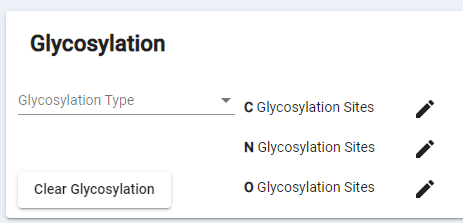 Glycosylation
Glycosylation Type
C Glycosylation Sites
N Glycosylation Sites
Clear Glycosylation
O Glycosylation Sites